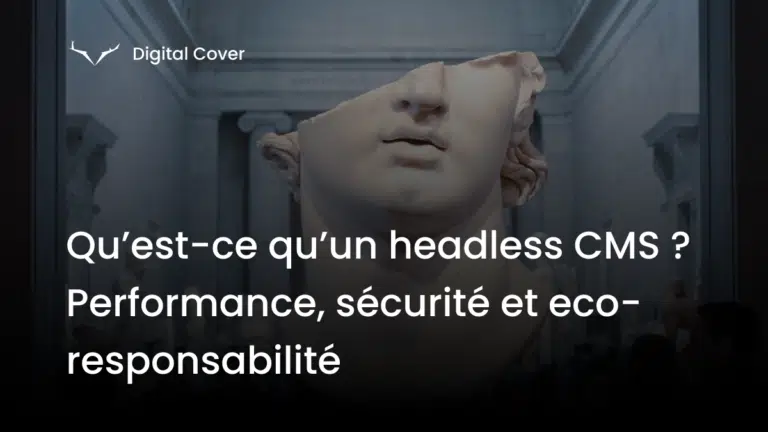 Digital Cover
Qu’est-ce qu’un headless CMS ?
Performance, sécurité et eco-
responsabilité